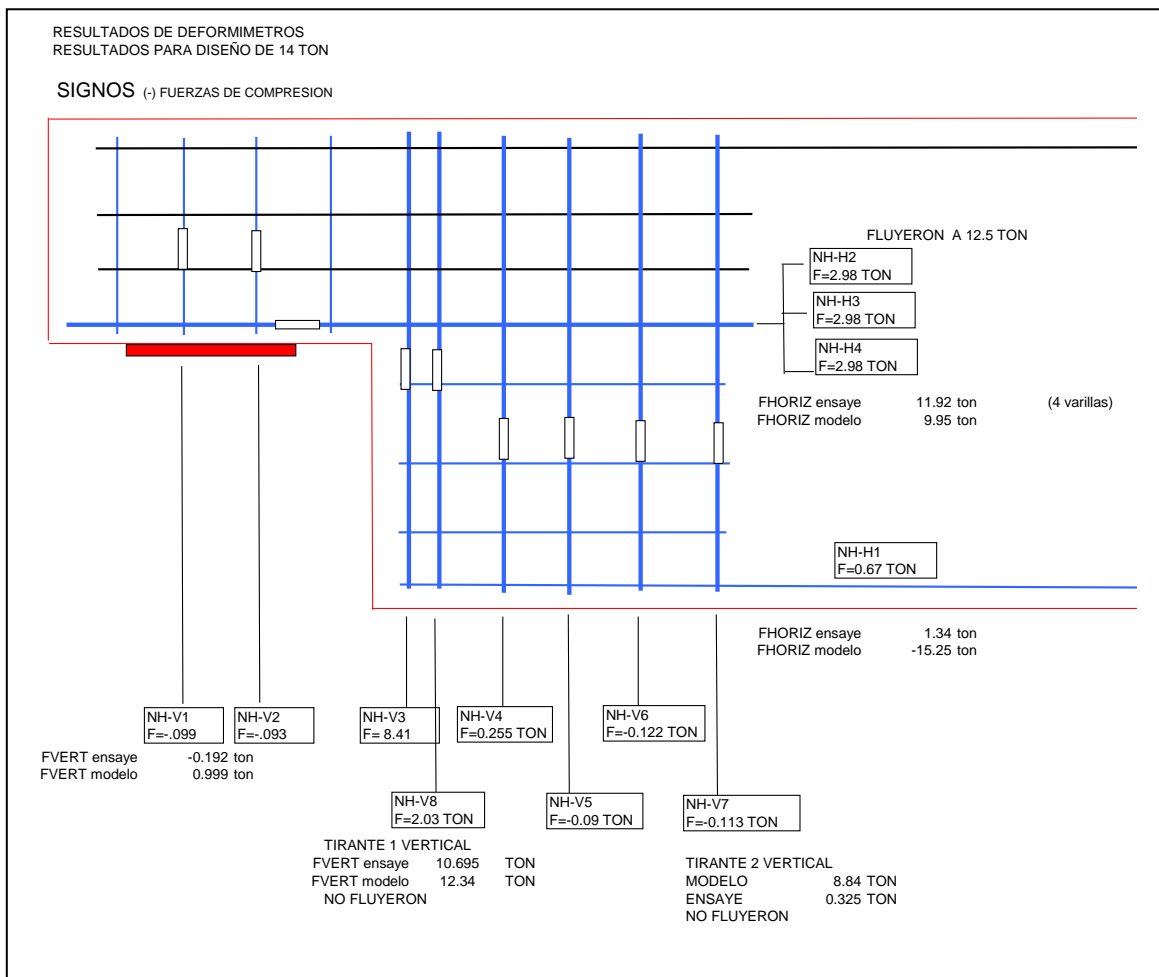 RESULTADOS DE DEFORMIMETROS
RESULTADOS PARA DISEÑO DE 14 TON
SIGNOS (-) FUERZAS DE COMPRESION
FLUYERON A 12.5 TON
NH-H2
F=2.98 TON
NH-H3
F=2.98 TON
NH-H4
F=2.98 TON
FHORIZ ensaye 11.92 ton (4 varillas)
FHORIZ modelo 9.95 ton
NH-H1
F=0.67 TON
FHORIZ ensaye 1.34 ton
FHORIZ modelo -15.25 ton
NH-V1
F=-.099
NH-V2
F=-.093
FVERT ensaye -0.192 ton
FVERT modelo 0.999 ton
NH-V3
F= 8.41
NH-V4
F=0.255 TON
NH-V6
F=-0.122 TON
NH-V8
F=2.03 TON
NH-V5
F=-0.09 TON
NH-V7
F=-0.113 TON
TIRANTE 1 VERTICAL
FVERT ensaye 10.695 TON
FVERT modelo 12.34 TON
NO FLUYERON
TIRANTE 2 VERTICAL
MODELO 8.84 TON
ENSAYE 0.325 TON
NO FLUYERON